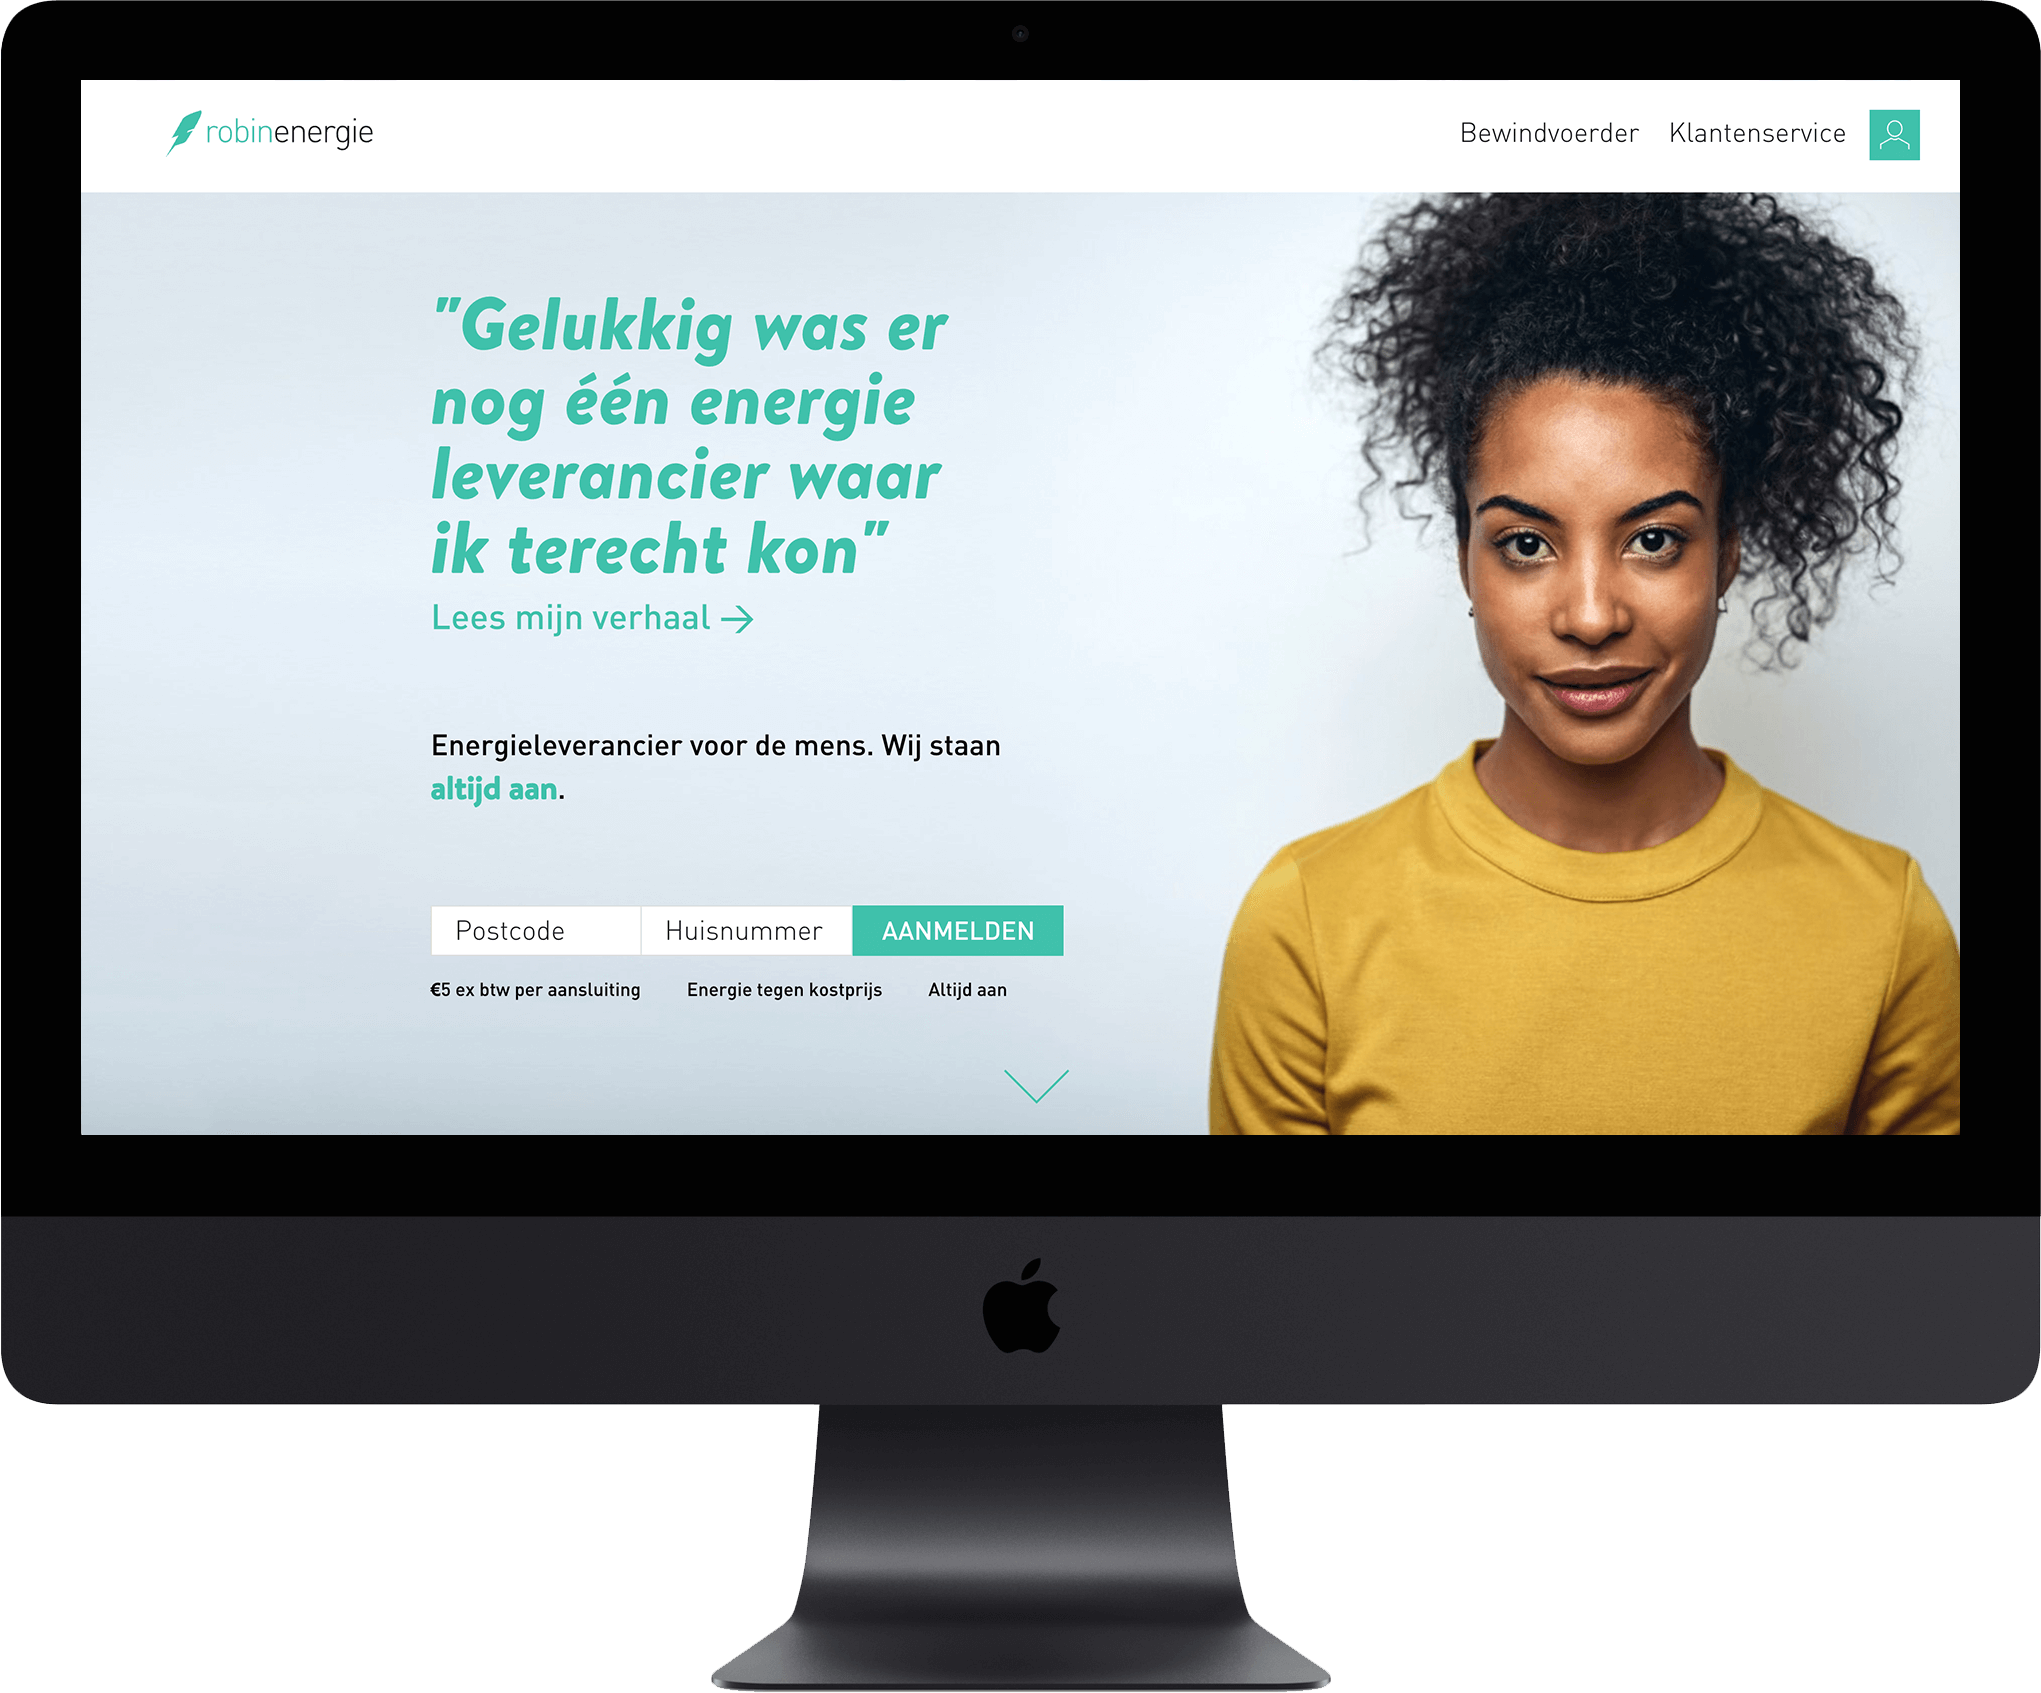 robinenergie
Bewindvoerder Klantenservice
"Gelukkig was er
nog één energie
leverancier waar
ik terecht kon"
Lees mijn verhaal →
Energieleverancier voor de mens. Wij staan
altijd aan.
Postcode Huisnummer AANMELDEN
€5 ex btw per aansluiting Energie tegen kostprijs Altijd aan